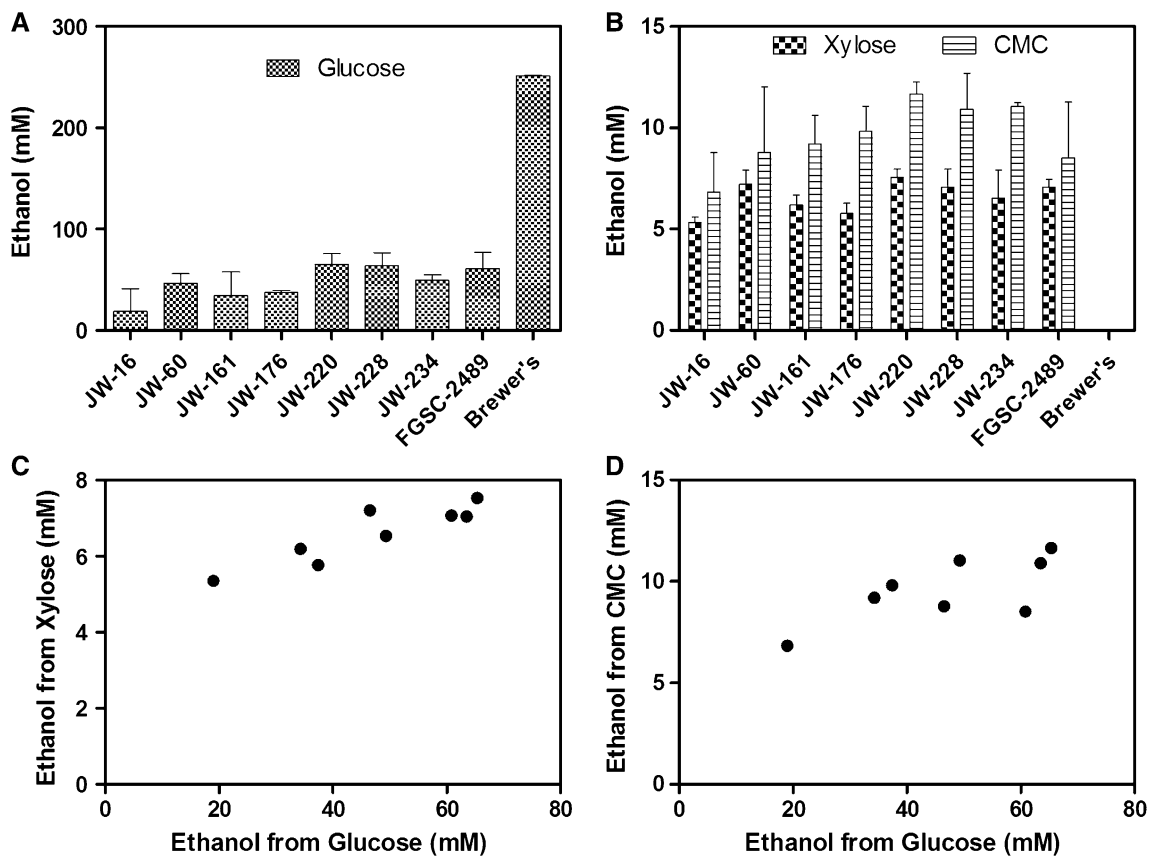 A
Ethanol (mM)
300
200
100
0
Glucose
JW-16
JW-60
JW-161
JW-176
JW-220
JW-228
JW-234
FGSC-2489
Brewer's
B
Ethanol (mM)
15
10
5
0
Xylose CMC
JW-16
JW-60
JW-161
JW-176
JW-220
JW-228
JW-234
FGSC-2489
Brewer's
C
Ethanol from Xylose (mM)
8
6
4
2
0
0 20 40 60 80
Ethanol from Glucose (mM)
D
Ethanol from CMC (mM)
15
10
5
0
0 20 40 60 80
Ethanol from Glucose (mM)